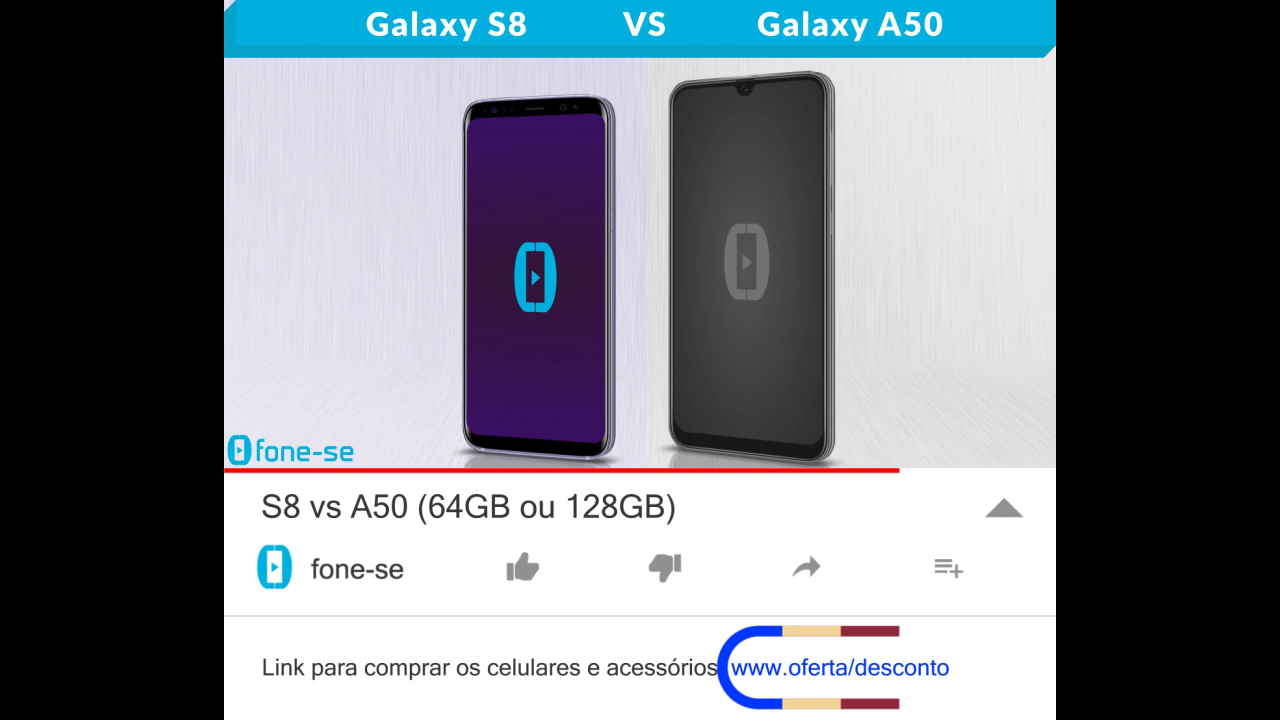 Galaxy S8 VS Galaxy A50
fone-se
S8 vs A50 (64GB ou 128GB)
fone-se
Link para comprar os celulares e acessórios www.oferta/desconto